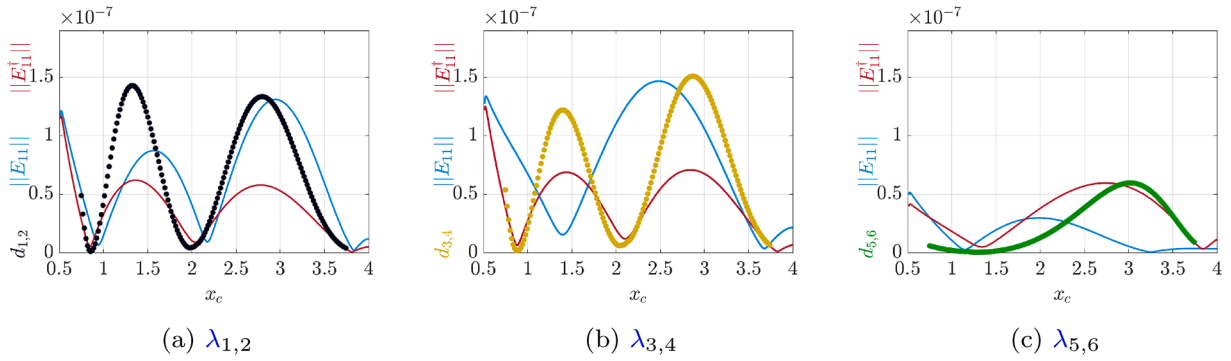 ×10⁻⁷
||E†₁₁||
||E₁₁||
d₁,₂
1.5
1
0.5
0
0.5 1 1.5 2 2.5 3 3.5 4
x_c
(a) λ₁,₂
×10⁻⁷
||E†₁₁||
||E₁₁||
d₃,₄
1.5
1
0.5
0
0.5 1 1.5 2 2.5 3 3.5 4
x_c
(b) λ₃,₄
×10⁻⁷
||E†₁₁||
||E₁₁||
d₅,₆
1.5
1
0.5
0
0.5 1 1.5 2 2.5 3 3.5 4
x_c
(c) λ₅,₆